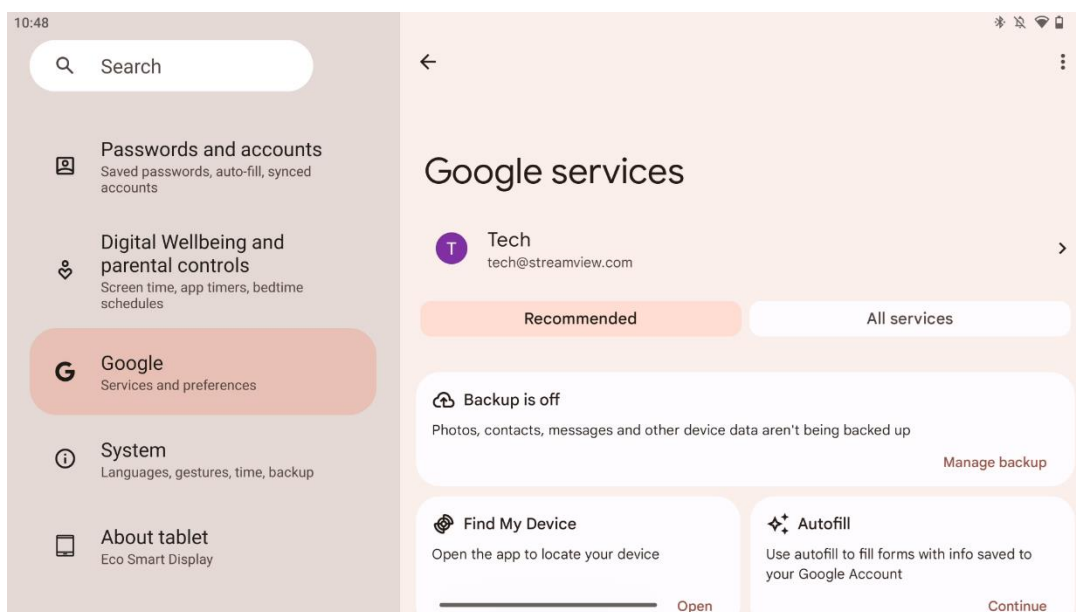 10:48
Search
Passwords and accounts
Saved passwords, auto-fill, synced
accounts
Digital Wellbeing and
parental controls
Screen time, app timers, bedtime
schedules
Google
Services and preferences
System
Languages, gestures, time, backup
About tablet
Eco Smart Display
Google services
T
Tech
tech@streamview.com
Recommended
All services
Backup is off
Photos, contacts, messages and other device data aren't being backed up
Manage backup
Find My Device
Open the app to locate your device
Open
Autofill
Use autofill to fill forms with info saved to
your Google Account
Continue